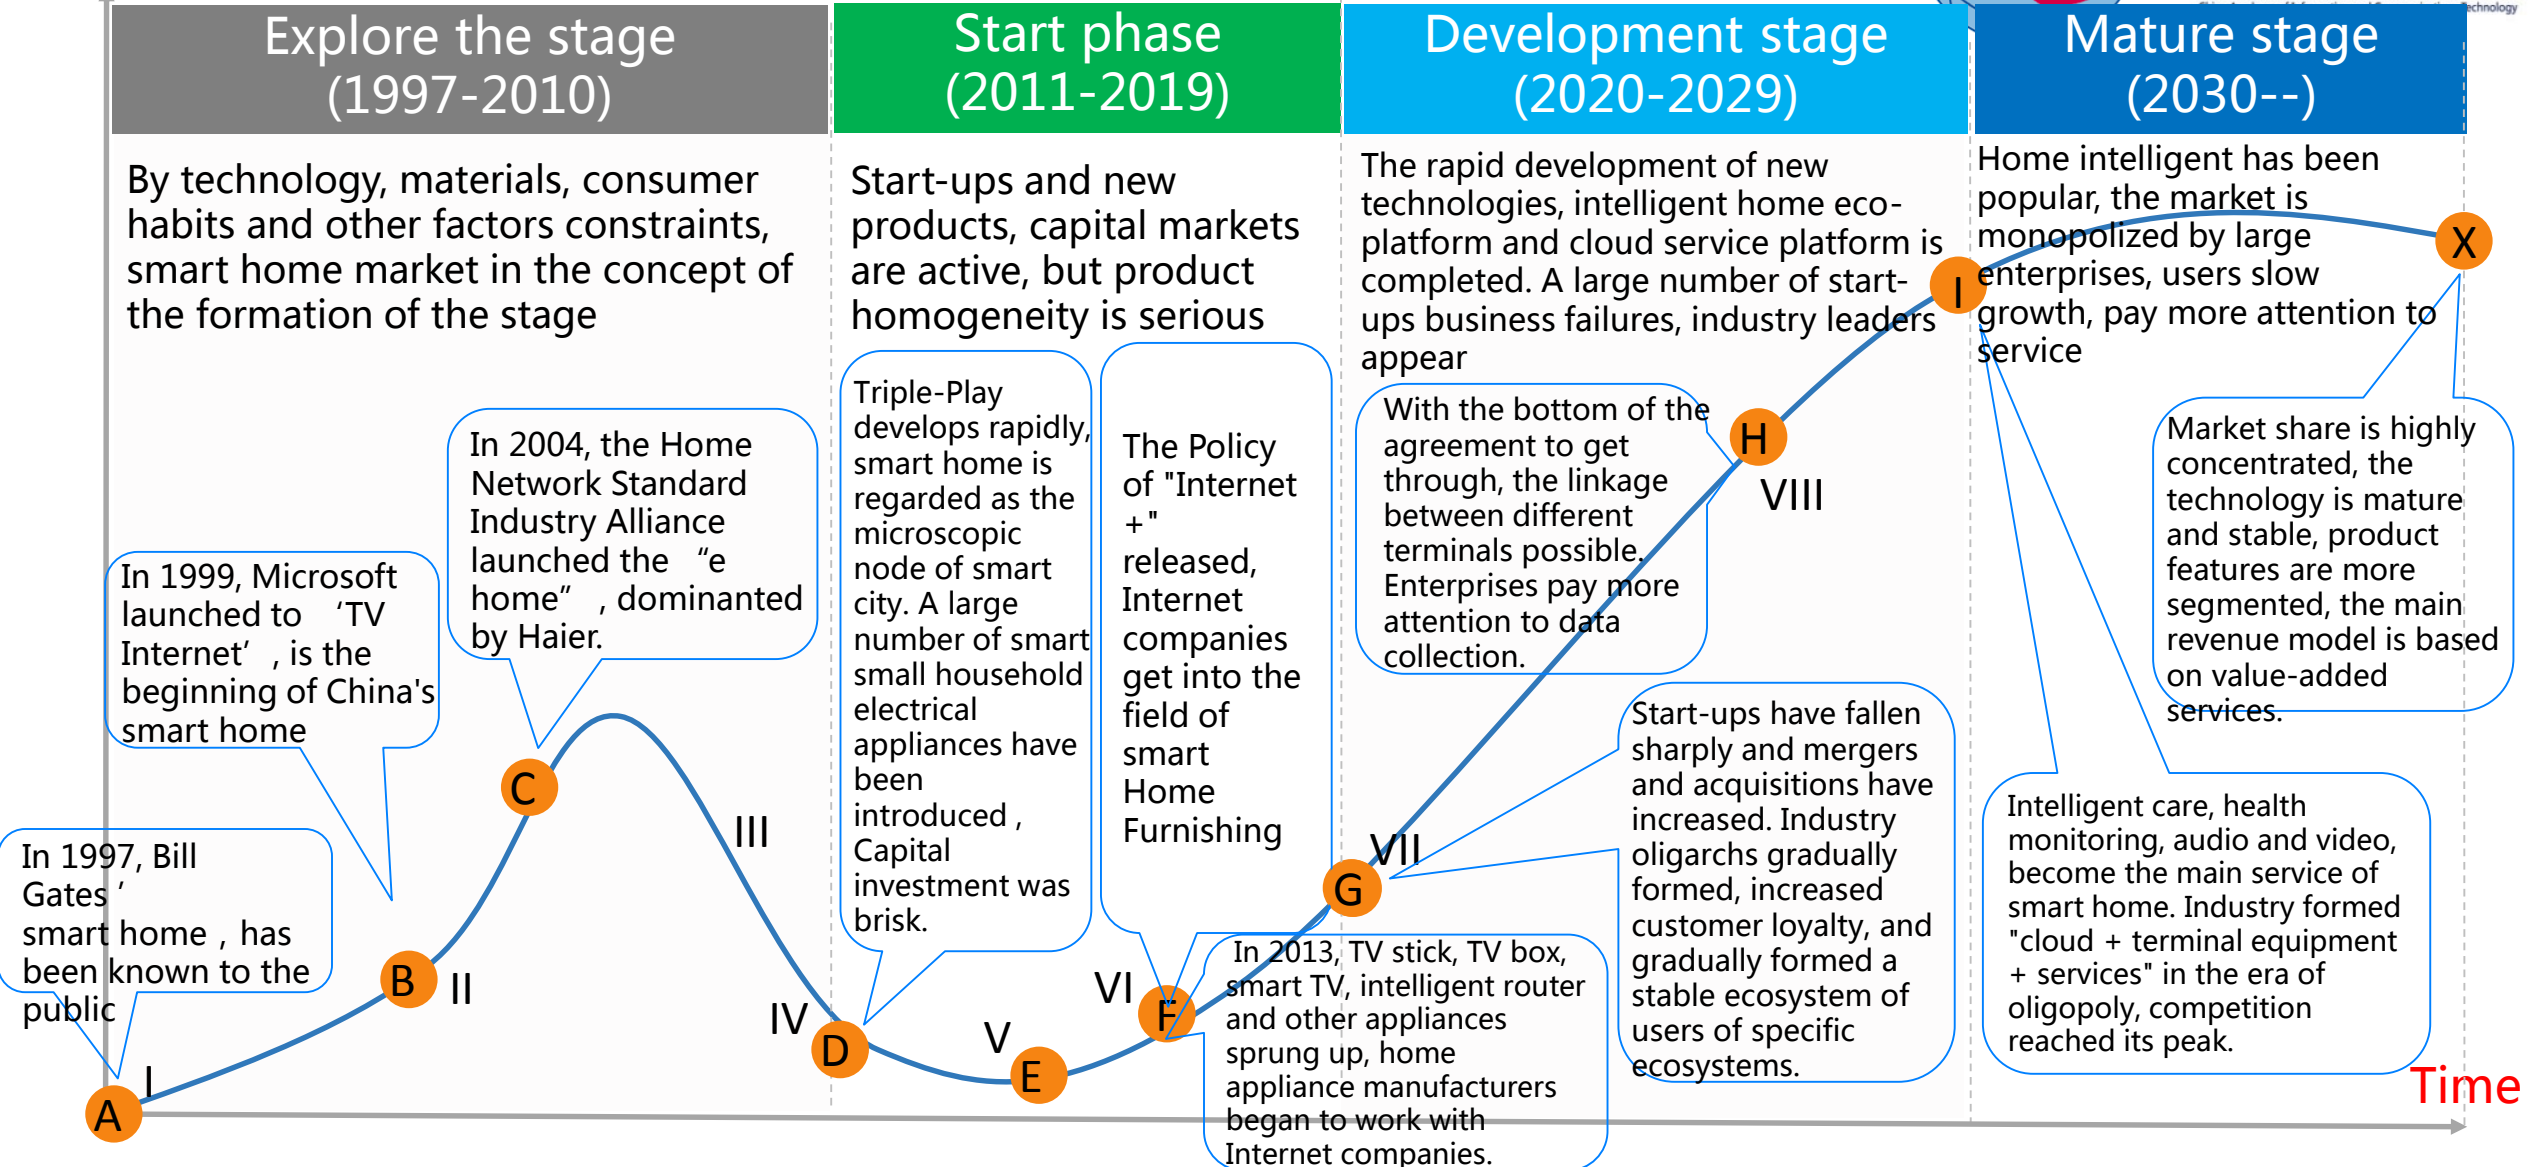 Explore the stage
(1997-2010)
Start phase
(2011-2019)
Development stage
(2020-2029)
Mature stage
(2030--)
echnology
By technology, materials, consumer
habits and other factors constraints,
smart home market in the concept of
the formation of the stage
Start-ups and new
products, capital markets
are active, but product
homogeneity is serious
The rapid development of new
technologies, intelligent home eco-
platform and cloud service platform is
completed. A large number of start-
ups business failures, industry leaders
appear
Home intelligent has been
popular, the market is
monopolized by large
enterprises, users slow
growth, pay more attention to
service
In 1997, Bill
Gates ’
smart home , has
been known to the
public
In 1999, Microsoft
launched to ‘TV
Internet’ , is the
beginning of China's
smart home
In 2004, the Home
Network Standard
Industry Alliance
launched the “e
home” , dominanted
by Haier.
Triple-Play
develops rapidly,
smart home is
regarded as the
microscopic
node of smart
city. A large
number of smart
small household
electrical
appliances have
been
introduced ,
Capital
investment was
brisk.
The Policy
of "Internet
+"
released,
Internet
companies
get into the
field of
smart
Home
Furnishing
In 2013, TV stick, TV box,
smart TV, intelligent router
and other appliances
sprung up, home
appliance manufacturers
began to work with
Internet companies.
With the bottom of the
agreement to get
through, the linkage
between different
terminals possible.
Enterprises pay more
attention to data
collection.
Start-ups have fallen
sharply and mergers
and acquisitions have
increased. Industry
oligarchs gradually
formed, increased
customer loyalty, and
gradually formed a
stable ecosystem of
users of specific
ecosystems.
Intelligent care, health
monitoring, audio and video,
become the main service of
smart home. Industry formed
"cloud + terminal equipment
+ services" in the era of
oligopoly, competition
reached its peak.
Market share is highly
concentrated, the
technology is mature
and stable, product
features are more
segmented, the main
revenue model is based
on value-added
services.
A
I
B
II
C
III
IV
D
V
E
VI
F
G
VII
H
VIII
I
X
Time